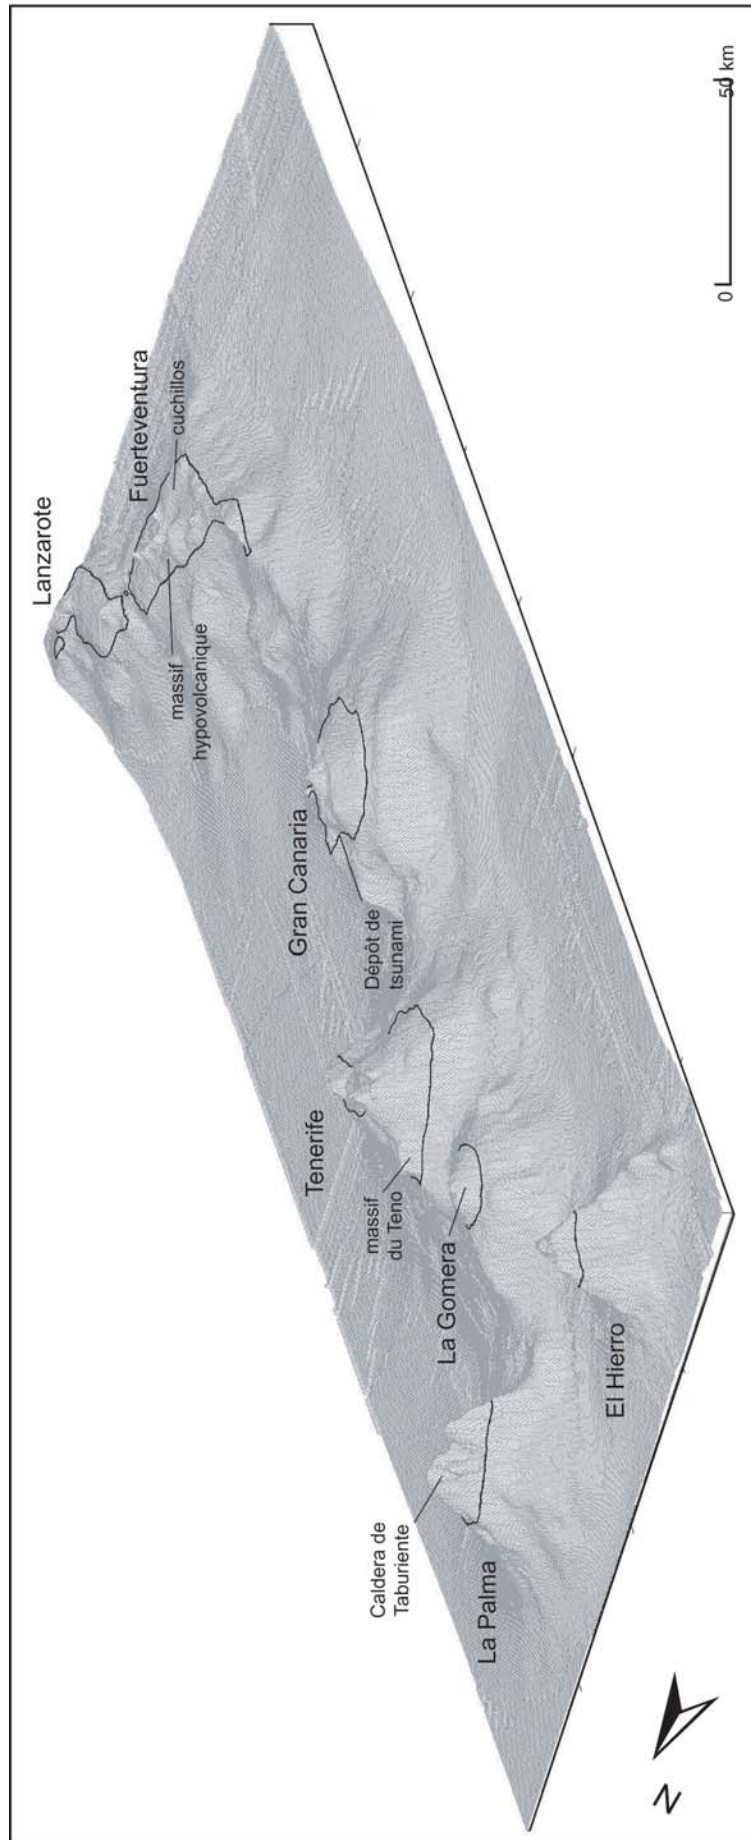 Lanzarote
Fuerteventura
cuchillos
massif
hypovolcanique
Gran Canaria
Dépôt de
tsunami
Tenerife
massif
du Teno
La Gomera
El Hierro
Caldera de
Taburiente
La Palma
N
0
50 km